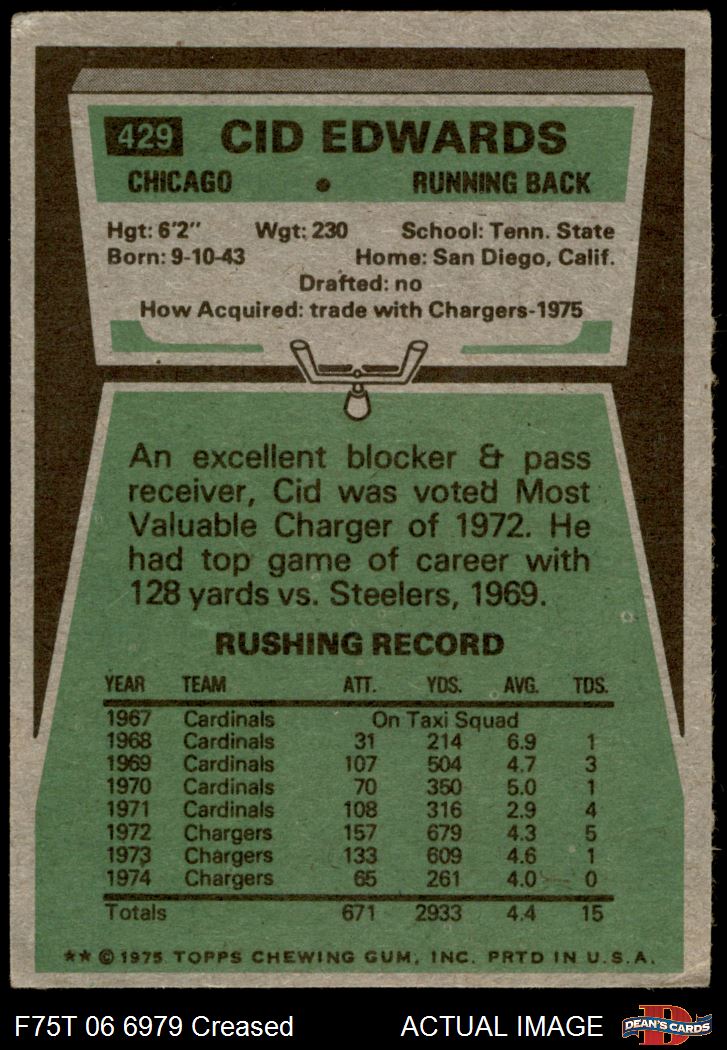 429 CID EDWARDS
CHICAGO • RUNNING BACK
Hgt: 6'2" Wgt: 230 School: Tenn. State
Born: 9-10-43 Home: San Diego, Calif.
Drafted: no
How Acquired: trade with Chargers-1975
An excellent blocker & pass
receiver, Cid was voted Most
Valuable Charger of 1972. He
had top game of career with
128 yards vs. Steelers, 1969.
RUSHING RECORD
YEAR TEAM ATT. YDS. AVG. TDS.
1967 Cardinals On Taxi Squad
1968 Cardinals 31 214 6.9 1
1969 Cardinals 107 504 4.7 3
1970 Cardinals 70 350 5.0 1
1971 Cardinals 108 316 2.9 4
1972 Chargers 157 679 4.3 5
1973 Chargers 133 609 4.6 1
1974 Chargers 65 261 4.0 0
Totals 671 2933 4.4 15
** © 1975 TOPPS CHEWING GUM, INC. PRTD IN U.S.A.
F75T 06 6979 Creased ACTUAL IMAGE D DEAN'S CARDS